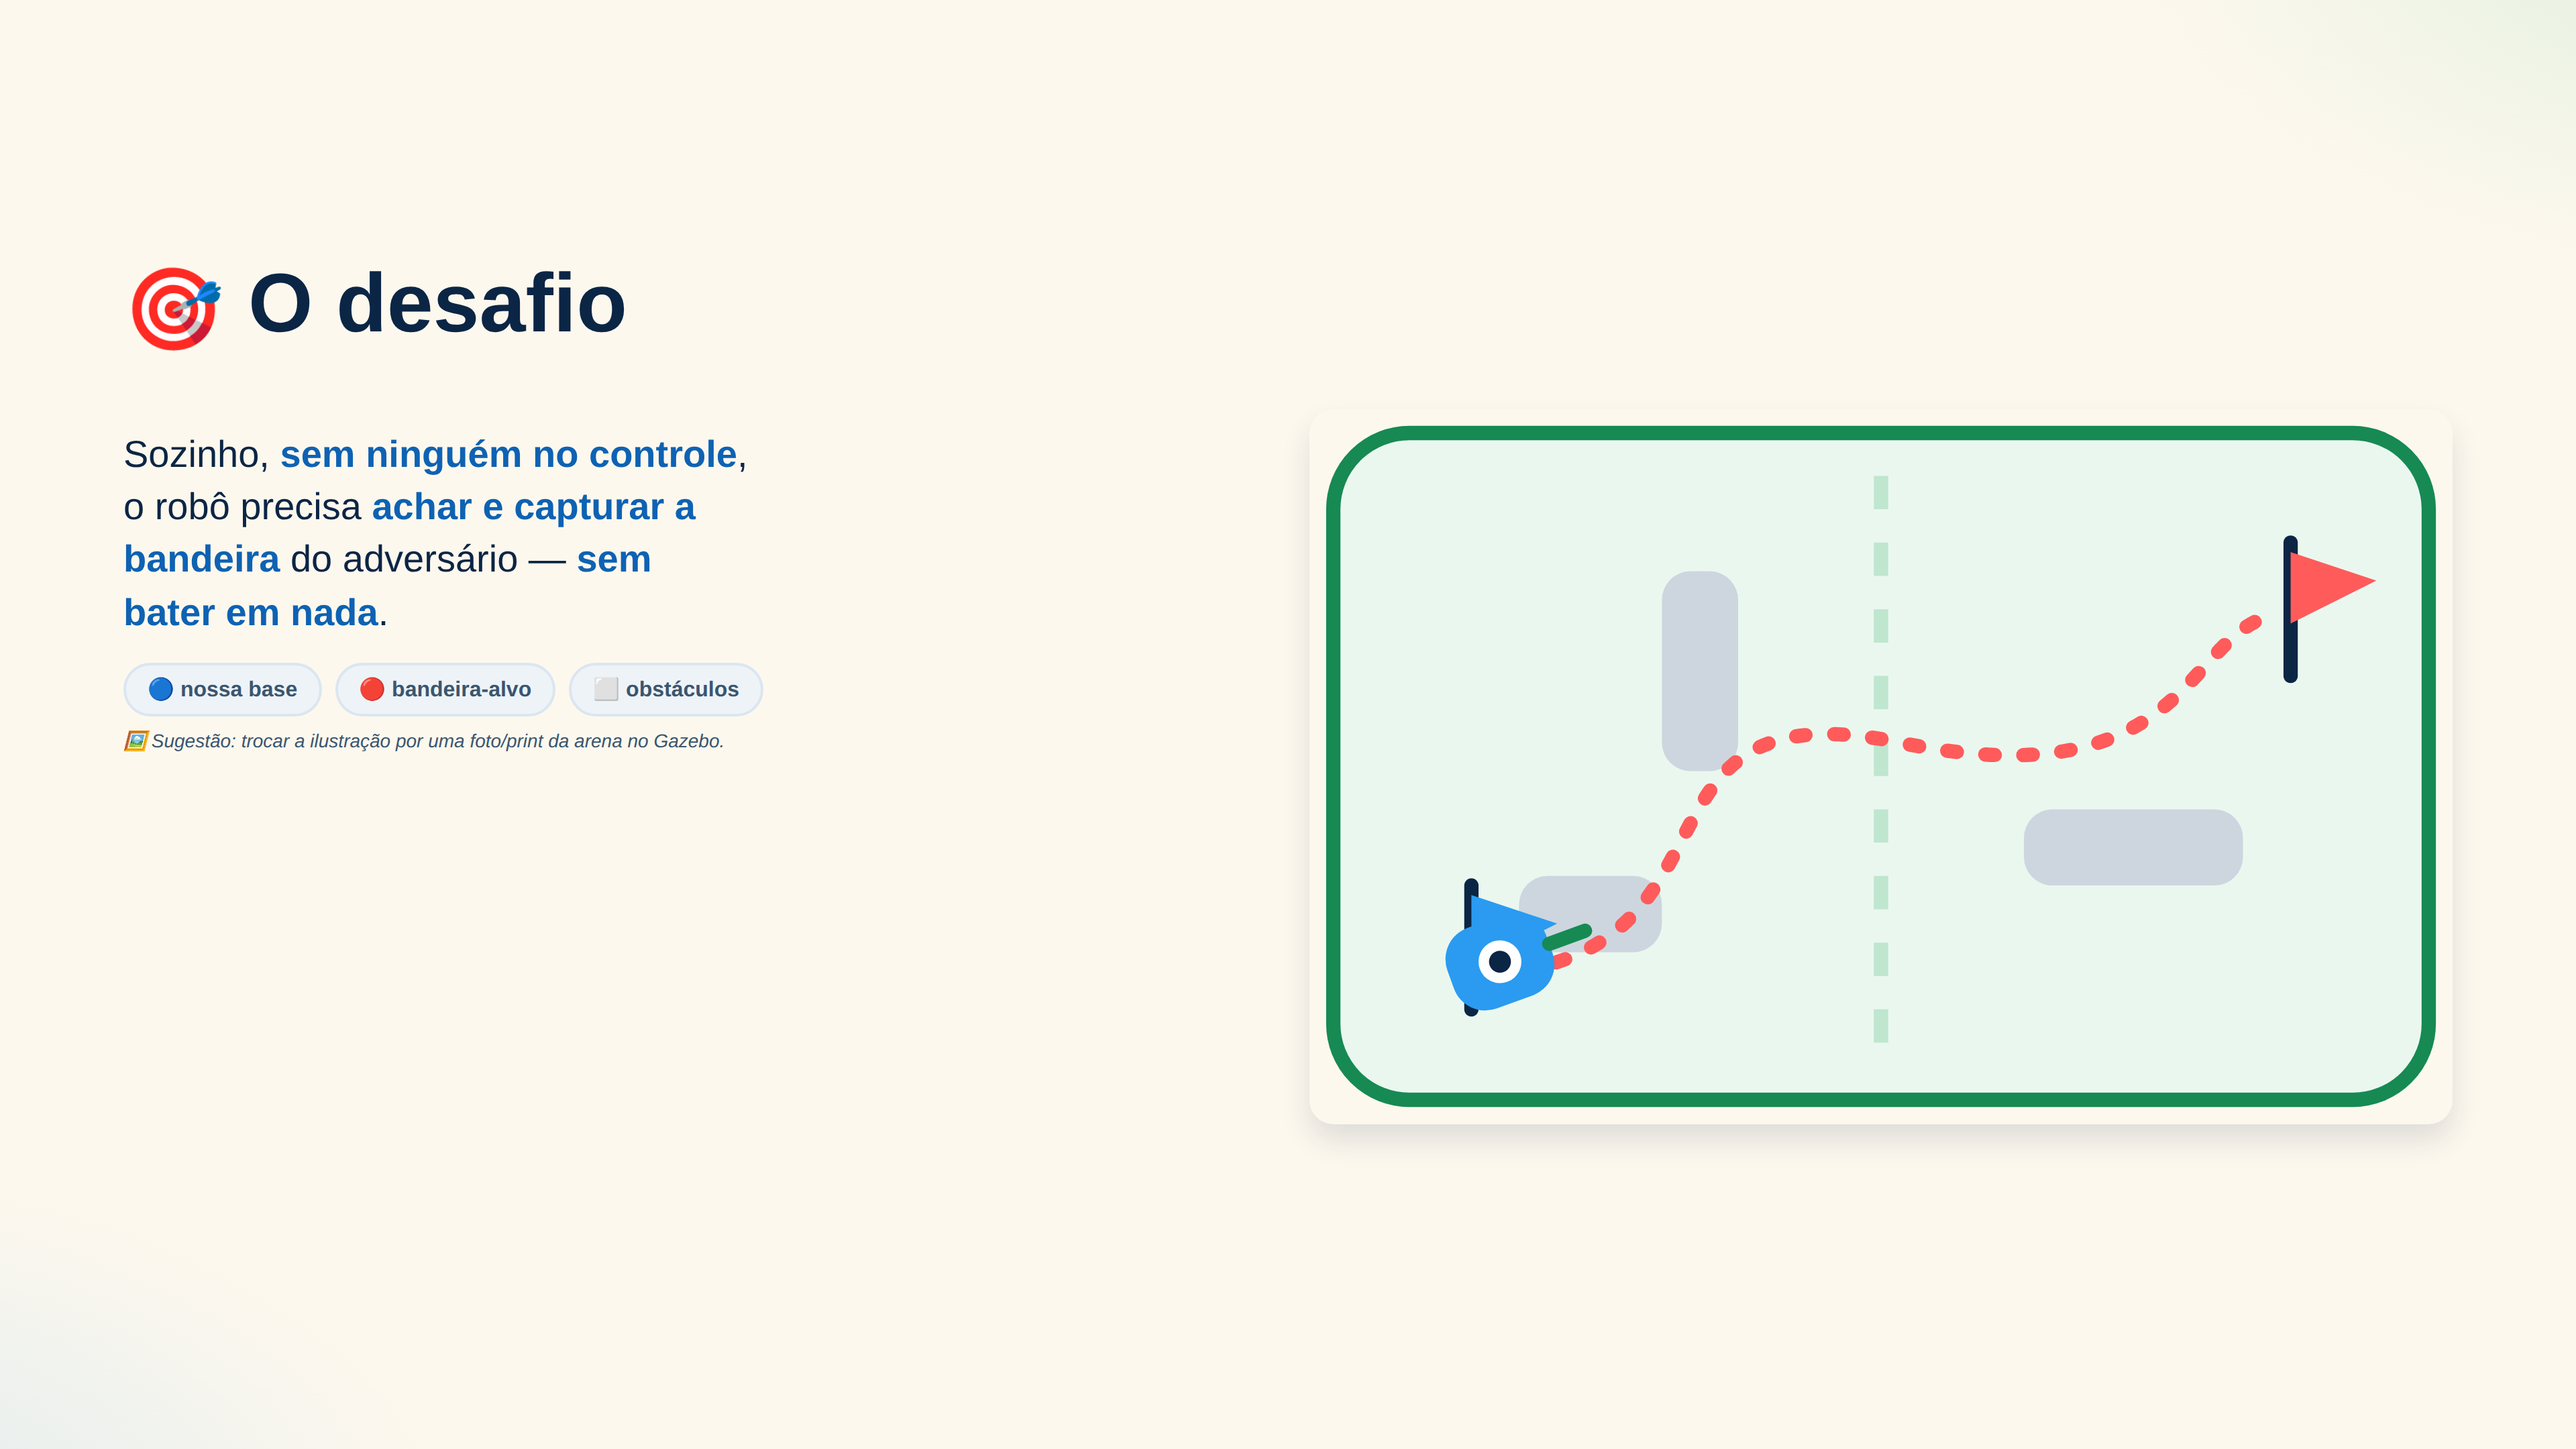 🎯 O desafio
Sozinho, sem ninguém no controle,
o robô precisa achar e capturar a
bandeira do adversário — sem
bater em nada.
🔵 nossa base 🔴 bandeira-alvo ⬜ obstáculos
🖼️ Sugestão: trocar a ilustração por uma foto/print da arena no Gazebo.